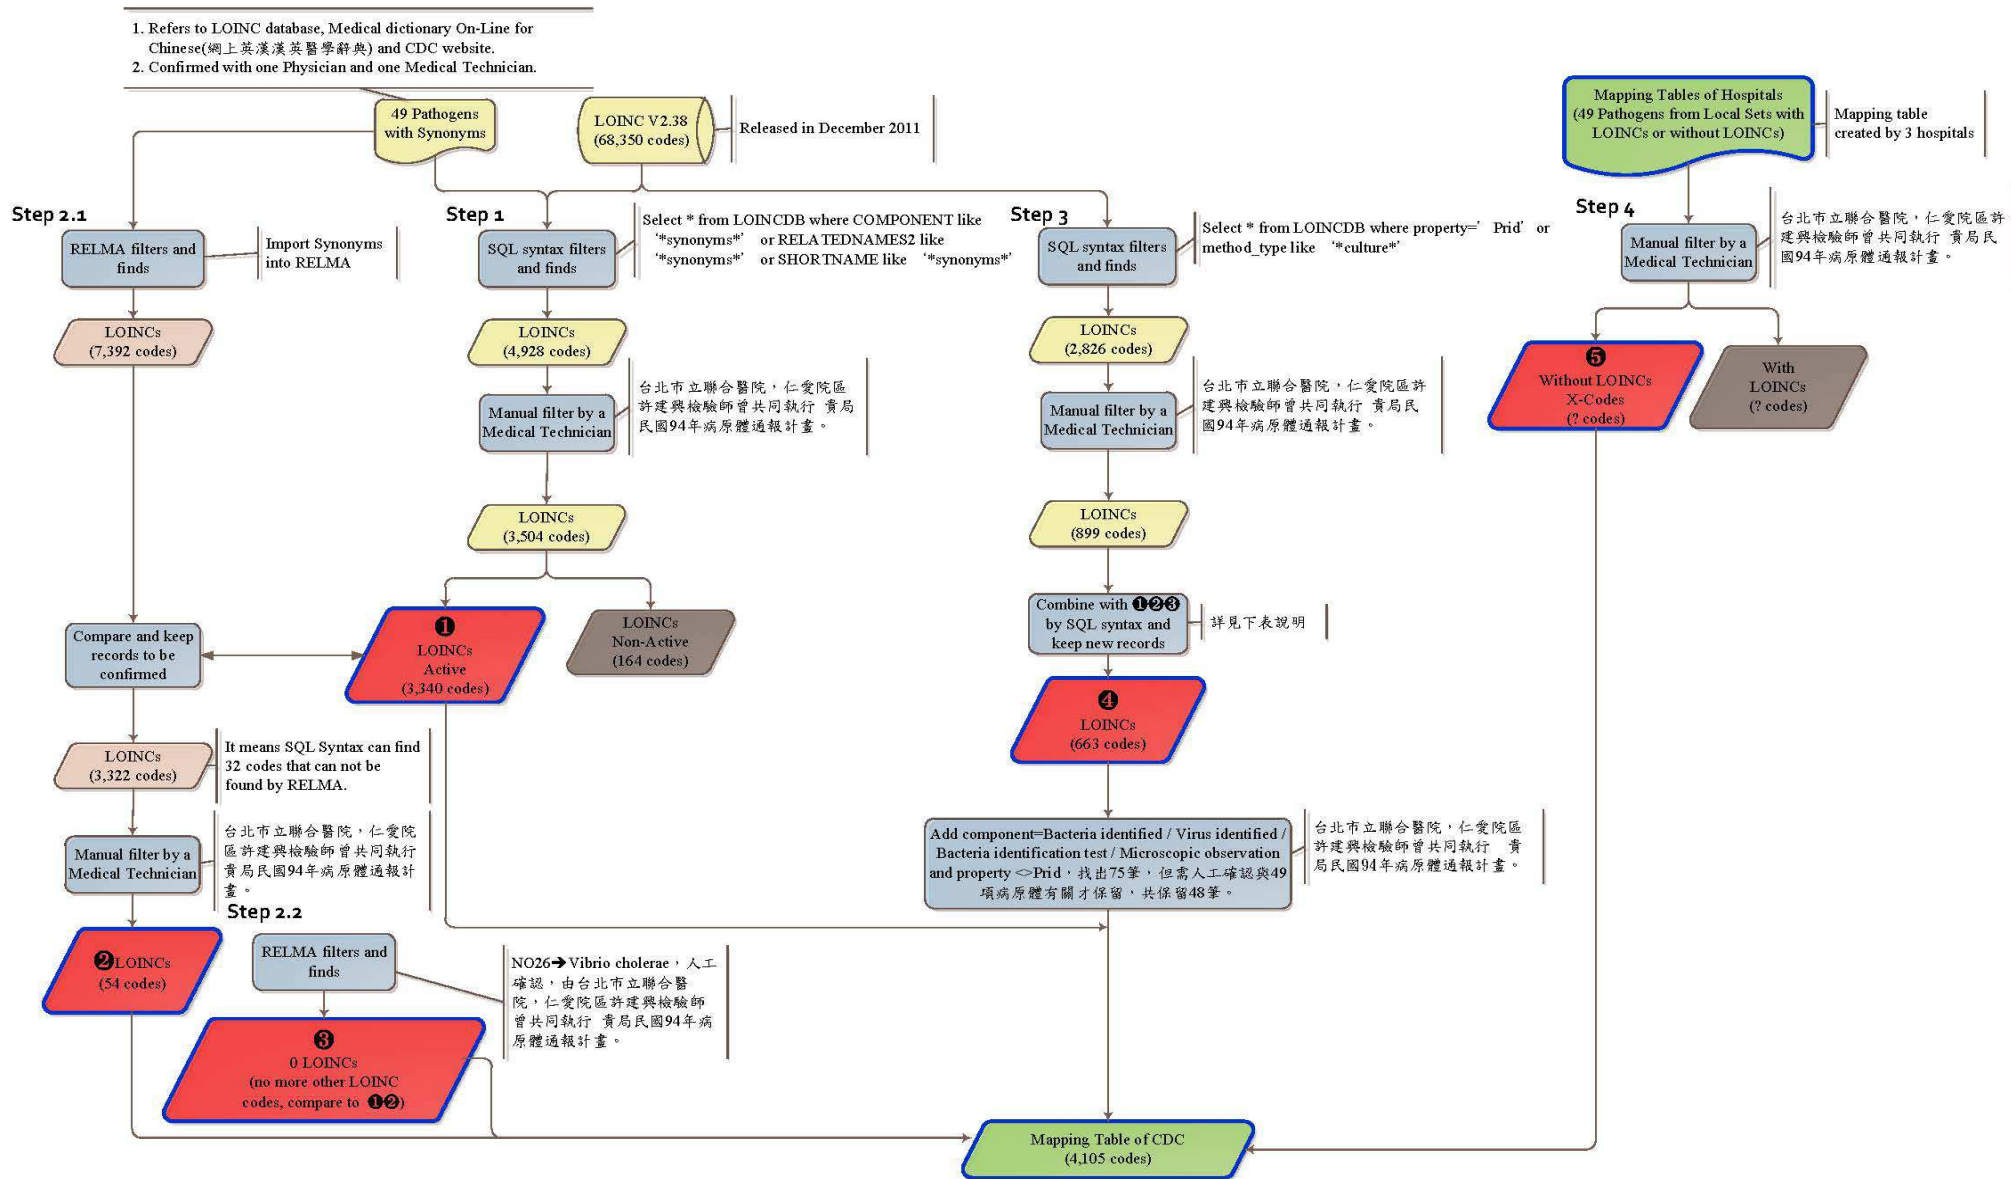 1. Refers to LOINC database, Medical dictionary On-Line for
Chinese(網上英漢漢英醫學辭典) and CDC website.
2. Confirmed with one Physician and one Medical Technician.
49 Pathogens
with Synonyms
LOINC V2.38
(68,350 codes)
Released in December 2011
Mapping Tables of Hospitals
(49 Pathogens from Local Sets with
LOINCs or without LOINCs)
Mapping table
created by 3 hospitals
Step 2.1
RELMA filters and
finds
Import Synonyms
into RELMA
LOINCs
(7,392 codes)
Step 1
SQL syntax filters
and finds
Select * from LOINCDB where COMPONENT like
‘*synonyms*’ or RELATEDNAMES2 like
‘*synonyms*’ or SHORTNAME like ‘*synonyms*’
LOINCs
(4,928 codes)
Manual filter by a
Medical Technician
台北市立聯合醫院，仁愛院區
許建興檢驗師曾共同執行 貴局
民國94年病原體通報計畫。
LOINCs
(3,504 codes)
Step 3
SQL syntax filters
and finds
Select * from LOINCDB where property=’ Prid’ or
method_type like ‘*culture*’
LOINCs
(2,826 codes)
Manual filter by a
Medical Technician
台北市立聯合醫院，仁愛院區許
建興檢驗師曾共同執行 貴局民
國94年病原體通報計畫。
LOINCs
(899 codes)
Step 4
Manual filter by a
Medical Technician
台北市立聯合醫院，仁愛院區許
建興檢驗師曾共同執行 貴局民
國94年病原體通報計畫。
❺
Without LOINCs
X-Codes
(? codes)
With
LOINCs
(? codes)
Compare and keep
records to be
confirmed
❶
LOINCs
Active
(3,340 codes)
LOINCs
Non-Active
(164 codes)
Combine with ❶❷❸
by SQL syntax and
keep new records
詳見下表說明
❹
LOINCs
(663 codes)
LOINCs
(3,322 codes)
It means SQL Syntax can find
32 codes that can not be
found by RELMA.
Manual filter by a
Medical Technician
台北市立聯合醫院，仁愛院
區許建興檢驗師曾共同執行
貴局民國94年病原體通報計
畫。
Add component=Bacteria identified / Virus identified /
Bacteria identification test / Microscopic observation
and property <>Prid，找出75筆，但需人工確認與49
項病原體有關才保留，共保留48筆。
台北市立聯合醫院，仁愛院區
許建興檢驗師曾共同執行 貴
局民國94年病原體通報計畫。
❷LOINCs
(54 codes)
Step 2.2
RELMA filters and
finds
NO26➔Vibrio cholerae，人工
確認，由台北市立聯合醫
院，仁愛院區許建興檢驗師
曾共同執行 貴局民國94年病
原體通報計畫。
❸
0 LOINCs
(no more other LOINC
codes, compare to ❶❷)
Mapping Table of CDC
(4,105 codes)